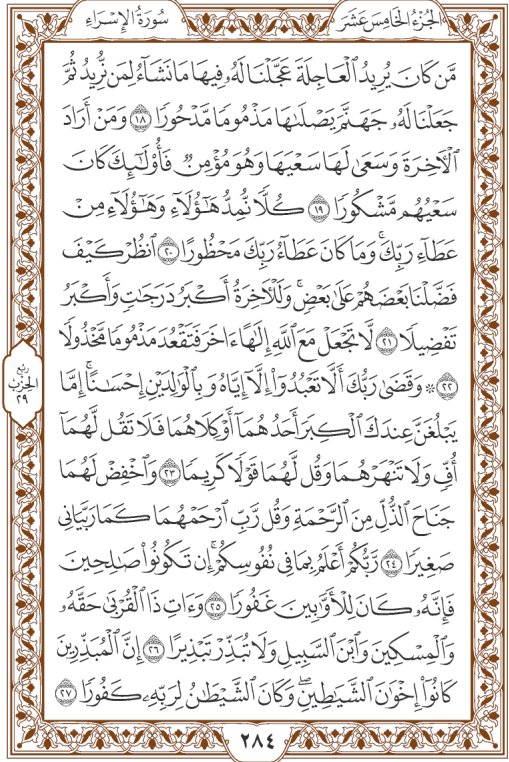 سُورَةُ الإِسْرَاءِ
الجُزْءُ الخَامِسَ عَشَرَ
مَّن كَانَ يُرِيدُ ٱلْعَاجِلَةَ عَجَّلْنَا لَهُۥ فِيهَا مَا نَشَآءُ لِمَن نُّرِيدُ ثُمَّ
جَعَلْنَا لَهُۥ جَهَنَّمَ يَصْلَىٰهَا مَذْمُومًا مَّدْحُورًا ١٨ وَمَنْ أَرَادَ
ٱلْأٓخِرَةَ وَسَعَىٰ لَهَا سَعْيَهَا وَهُوَ مُؤْمِنٌ فَأُو۟لَٰٓئِكَ كَانَ
سَعْيُهُم مَّشْكُورًا ١٩ كُلًّا نُّمِدُّ هَٰٓؤُلَآءِ وَهَٰٓؤُلَآءِ مِنْ
عَطَآءِ رَبِّكَ ۚ وَمَا كَانَ عَطَآءُ رَبِّكَ مَحْظُورًا ٢٠ ٱنظُرْ كَيْفَ
فَضَّلْنَا بَعْضَهُمْ عَلَىٰ بَعْضٍ ۚ وَلَلْأٓخِرَةُ أَكْبَرُ دَرَجَٰتٍ وَأَكْبَرُ
تَفْضِيلًا ٢١ لَّا تَجْعَلْ مَعَ ٱللَّهِ إِلَٰهًا ءَاخَرَ فَتَقْعُدَ مَذْمُومًا مَّخْذُولًا
٢٢ ۞ وَقَضَىٰ رَبُّكَ أَلَّا تَعْبُدُوٓا۟ إِلَّآ إِيَّاهُ وَبِٱلْوَٰلِدَيْنِ إِحْسَٰنًا ۚ إِمَّا
يَبْلُغَنَّ عِندَكَ ٱلْكِبَرَ أَحَدُهُمَآ أَوْ كِلَاهُمَا فَلَا تَقُل لَّهُمَآ
أُفٍّ وَلَا تَنْهَرْهُمَا وَقُل لَّهُمَا قَوْلًا كَرِيمًا ٢٣ وَٱخْفِضْ لَهُمَا
جَنَاحَ ٱلذُّلِّ مِنَ ٱلرَّحْمَةِ وَقُل رَّبِّ ٱرْحَمْهُمَا كَمَا رَبَّيَانِى
صَغِيرًا ٢٤ رَّبُّكُمْ أَعْلَمُ بِمَا فِى نُفُوسِكُمْ ۚ إِن تَكُونُوا۟ صَٰلِحِينَ
فَإِنَّهُۥ كَانَ لِلْأَوَّٰبِينَ غَفُورًا ٢٥ وَءَاتِ ذَا ٱلْقُرْبَىٰ حَقَّهُۥ
وَٱلْمِسْكِينَ وَٱبْنَ ٱلسَّبِيلِ وَلَا تُبَذِّرْ تَبْذِيرًا ٢٦ إِنَّ ٱلْمُبَذِّرِينَ
كَانُوٓا۟ إِخْوَٰنَ ٱلشَّيَٰطِينِ ۖ وَكَانَ ٱلشَّيْطَٰنُ لِرَبِّهِۦ كَفُورًا ٢٧
ربع
الحزب
٢٩
٢٨٤